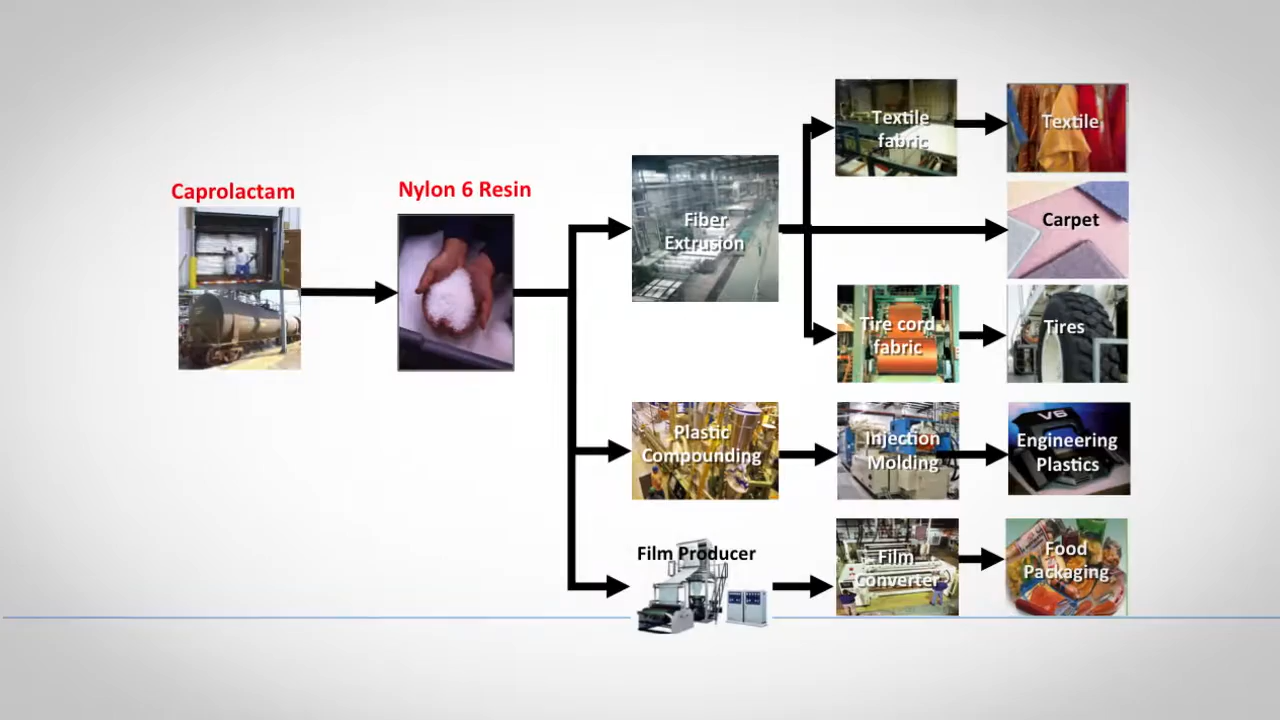 Caprolactam
Nylon 6 Resin
Fiber
Extrusion
Textile
fabric
Textile
Carpet
Tire cord
fabric
Tires
Plastic
Compounding
Injection
Molding
V6
Engineering
Plastics
Film Producer
Film
Converter
Food
Packaging